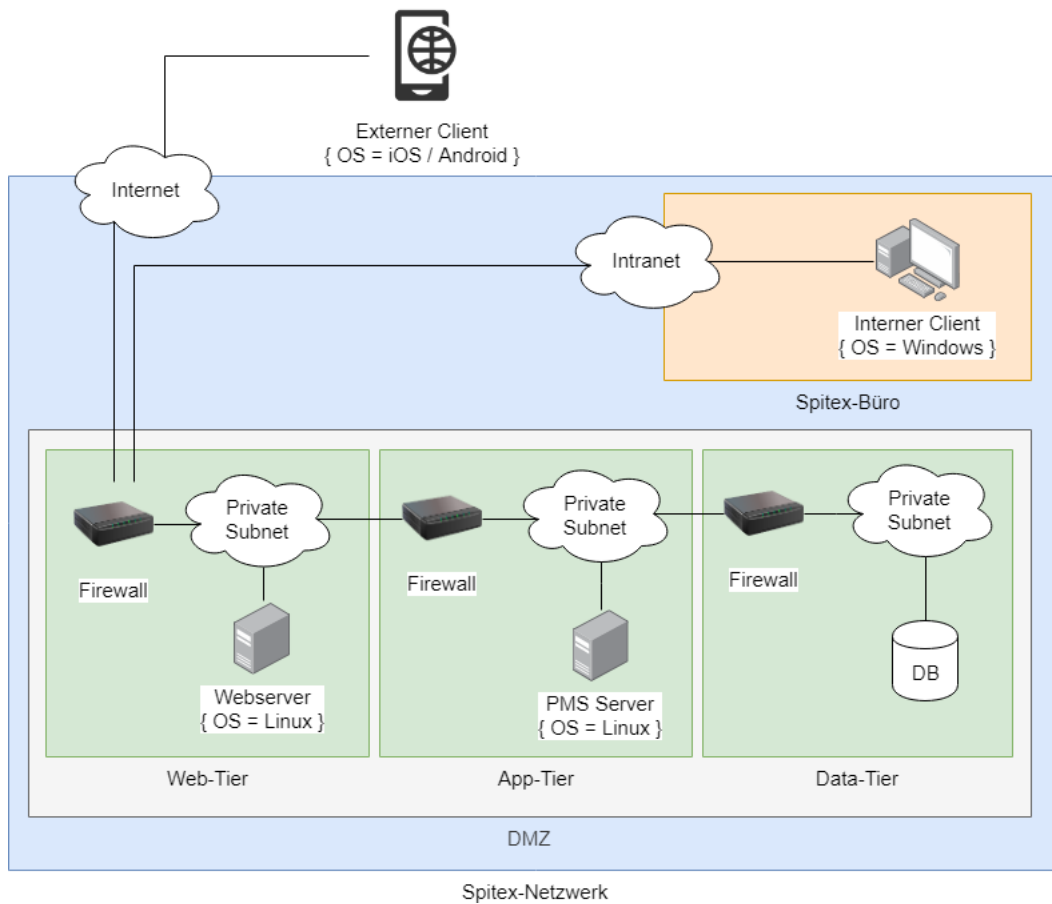 Externer Client
{ OS = iOS / Android }
Internet
Intranet
Interner Client
{ OS = Windows }
Spitex-Büro
Private
Subnet
Private
Subnet
Private
Subnet
Firewall
Firewall
Firewall
Webserver
{ OS = Linux }
PMS Server
{ OS = Linux }
DB
Web-Tier
App-Tier
Data-Tier
DMZ
Spitex-Netzwerk